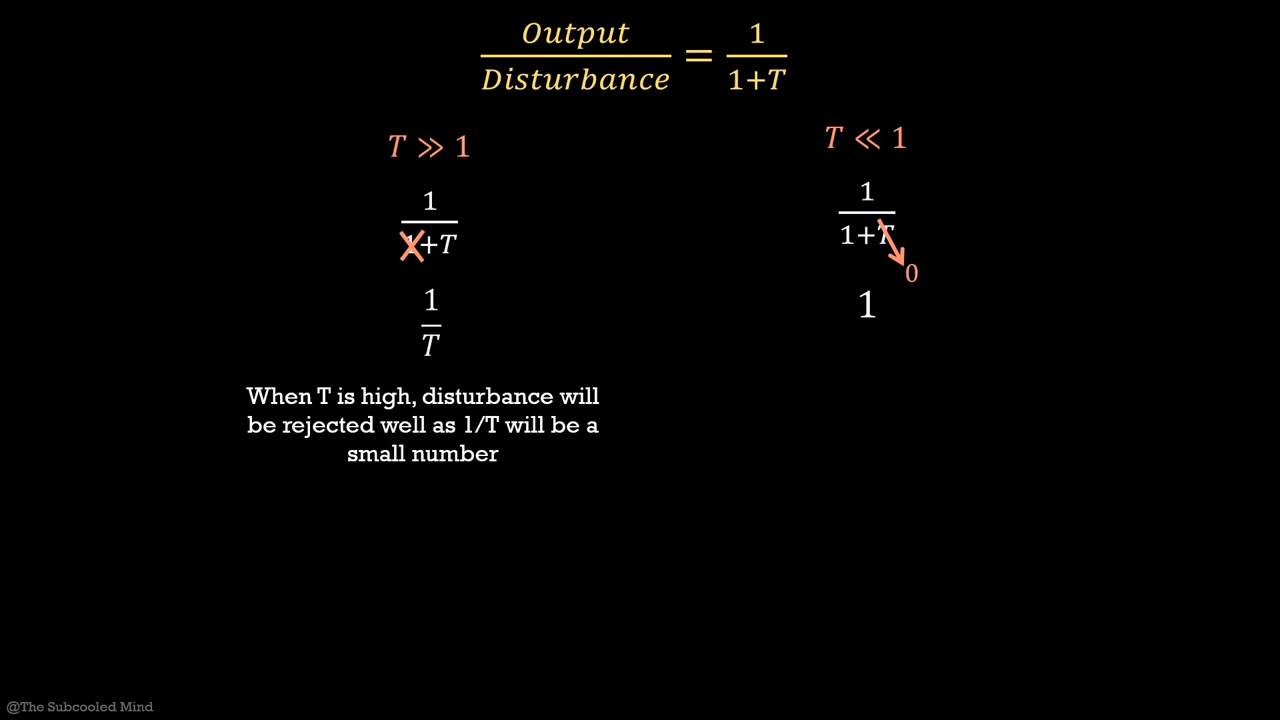 Output
Disturbance
=
1
1+T
T ≫ 1
1
1+T
1
T
When T is high, disturbance will
be rejected well as 1/T will be a
small number
T ≪ 1
1
1+T
0
1
@The Subcooled Mind